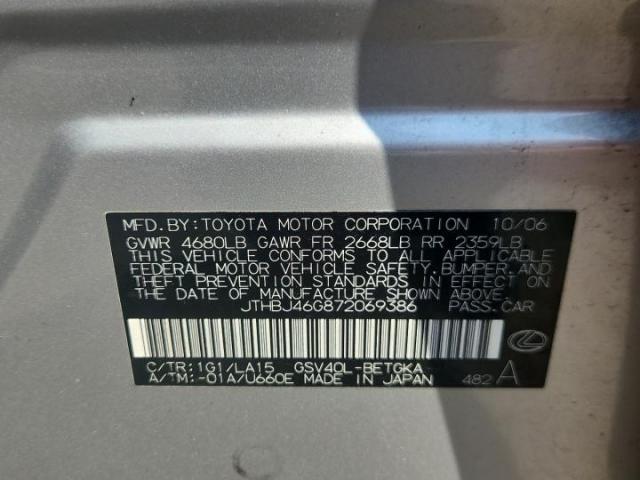 MFD.BY:TOYOTA MOTOR CORPORATION 10/06
GVWR 4680LB GAWR FR 2668LB RR 2359LB
THIS VEHICLE CONFORMS TO ALL APPLICABLE
FEDERAL MOTOR VEHICLE SAFETY, BUMPER, AND
THEFT PREVENTION STANDARDS IN EFFECT ON
THE DATE OF MANUFACTURE SHOWN ABOVE.
JTHBJ46G872069386 PASS.CAR
C/TR:1G1/LA15 GSV40L-BETGKA
A/TM:-01A/U660E MADE IN JAPAN 482 A